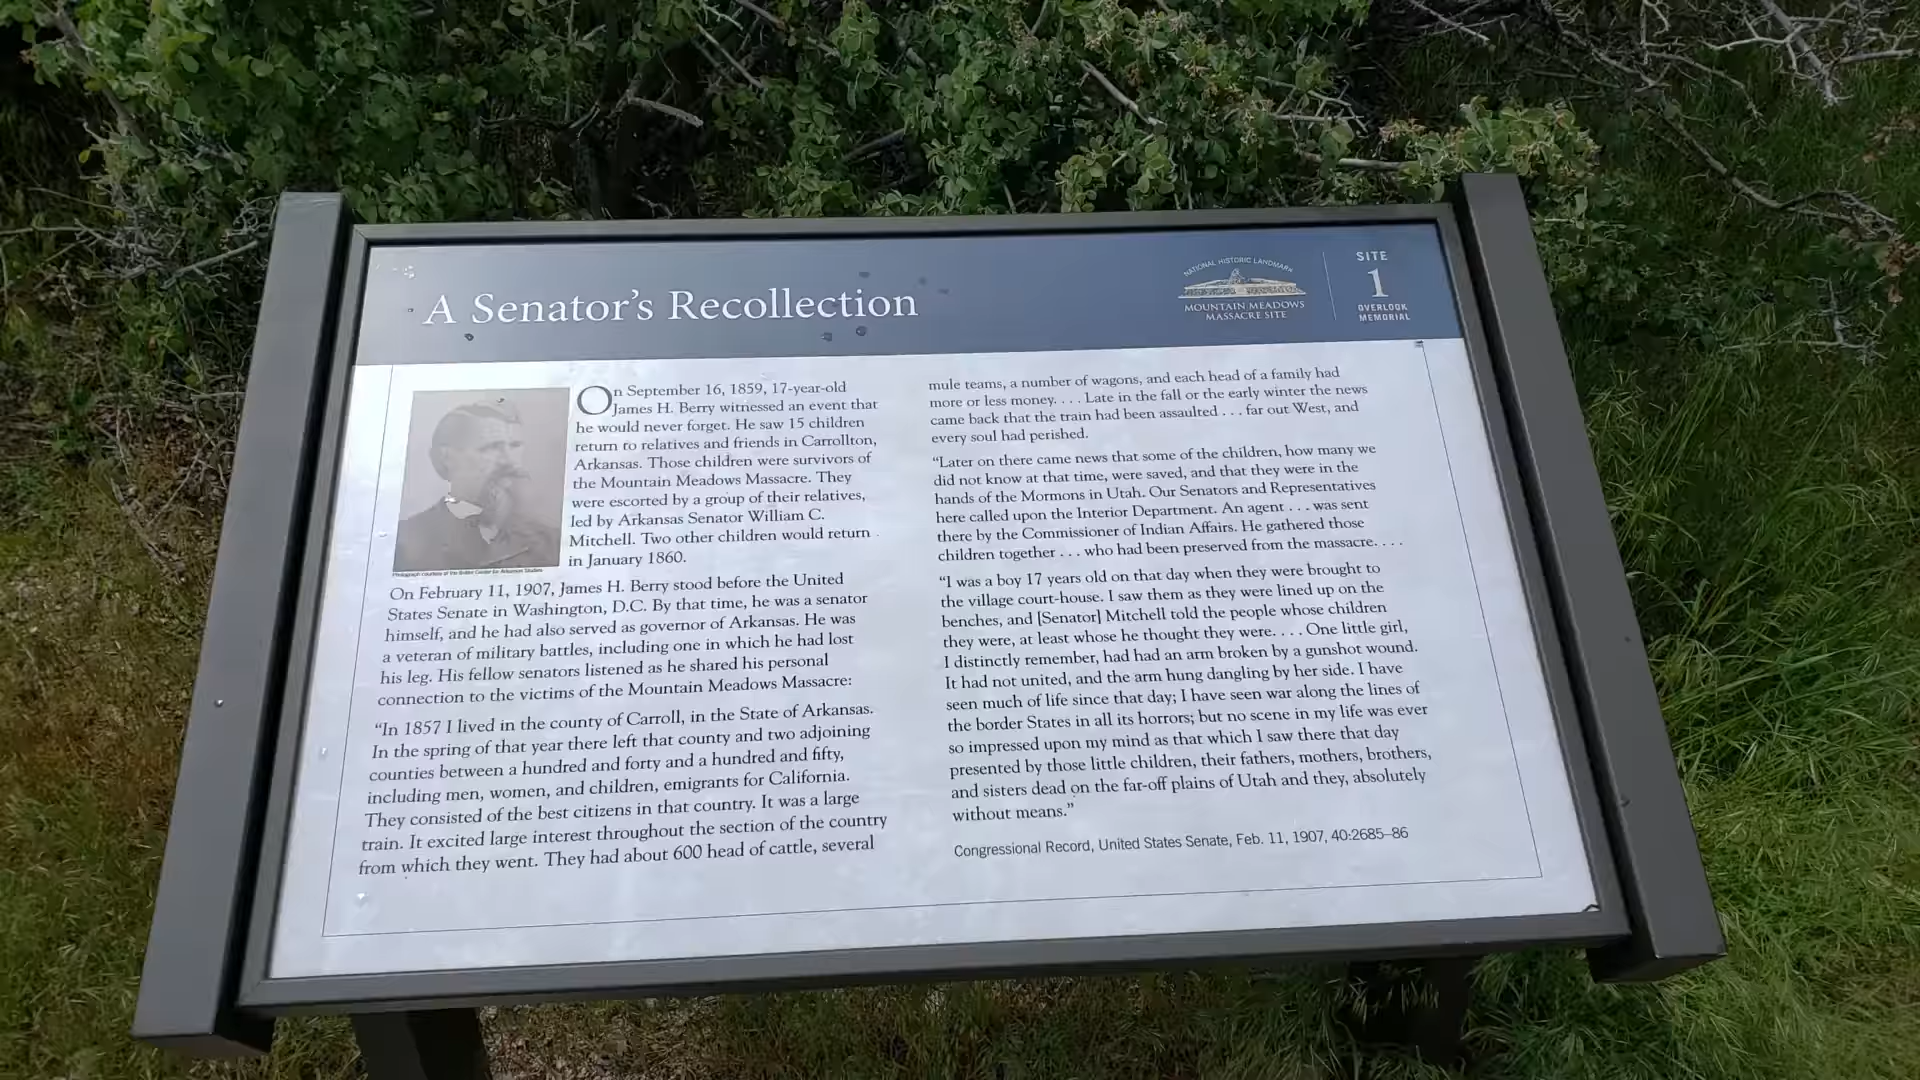 A Senator's Recollection
NATIONAL HISTORIC LANDMARK
MOUNTAIN MEADOWS
MASSACRE SITE
SITE
1
OVERLOOK
MEMORIAL
On September 16, 1859, 17-year-old
James H. Berry witnessed an event that
he would never forget. He saw 15 children
return to relatives and friends in Carrollton,
Arkansas. Those children were survivors of
the Mountain Meadows Massacre. They
were escorted by a group of their relatives,
led by Arkansas Senator William C.
Mitchell. Two other children would return
in January 1860.
Photograph courtesy of the Butler Center for Arkansas Studies
On February 11, 1907, James H. Berry stood before the United
States Senate in Washington, D.C. By that time, he was a senator
himself, and he had also served as governor of Arkansas. He was
a veteran of military battles, including one in which he had lost
his leg. His fellow senators listened as he shared his personal
connection to the victims of the Mountain Meadows Massacre:
“In 1857 I lived in the county of Carroll, in the State of Arkansas.
In the spring of that year there left that county and two adjoining
counties between a hundred and forty and a hundred and fifty,
including men, women, and children, emigrants for California.
They consisted of the best citizens in that country. It was a large
train. It excited large interest throughout the section of the country
from which they went. They had about 600 head of cattle, several
mule teams, a number of wagons, and each head of a family had
more or less money. . . . Late in the fall or the early winter the news
came back that the train had been assaulted . . . far out West, and
every soul had perished.
“Later on there came news that some of the children, how many we
did not know at that time, were saved, and that they were in the
hands of the Mormons in Utah. Our Senators and Representatives
here called upon the Interior Department. An agent . . . was sent
there by the Commissioner of Indian Affairs. He gathered those
children together . . . who had been preserved from the massacre. . . .
“I was a boy 17 years old on that day when they were brought to
the village court-house. I saw them as they were lined up on the
benches, and [Senator] Mitchell told the people whose children
they were, at least whose he thought they were. . . . One little girl,
I distinctly remember, had had an arm broken by a gunshot wound.
It had not united, and the arm hung dangling by her side. I have
seen much of life since that day; I have seen war along the lines of
the border States in all its horrors; but no scene in my life was ever
so impressed upon my mind as that which I saw there that day
presented by those little children, their fathers, mothers, brothers,
and sisters dead on the far-off plains of Utah and they, absolutely
without means.”
Congressional Record, United States Senate, Feb. 11, 1907, 40:2685–86